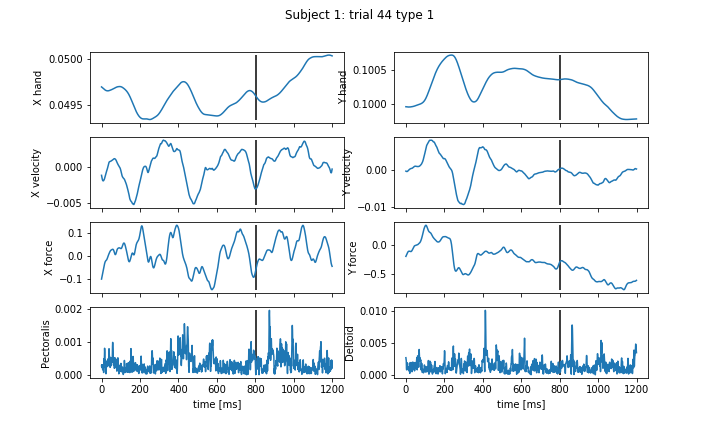 Subject 1: trial 44 type 1
X hand
0.0500
0.0495
Y hand
0.1005
0.1000
X velocity
0.000
−0.005
Y velocity
0.00
−0.01
X force
0.1
0.0
−0.1
Y force
0.0
−0.5
Pectoralis
0.002
0.001
0.000
Deltoid
0.010
0.005
0.000
0 200 400 600 800 1000 1200
0 200 400 600 800 1000 1200
time [ms]
time [ms]